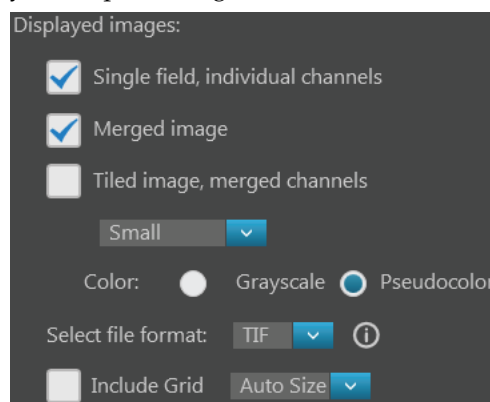 Displayed images:
Single field, individual channels
Merged image
Tiled image, merged channels
Small
Color: Grayscale Pseudocolor
Select file format: TIF
Include Grid Auto Size